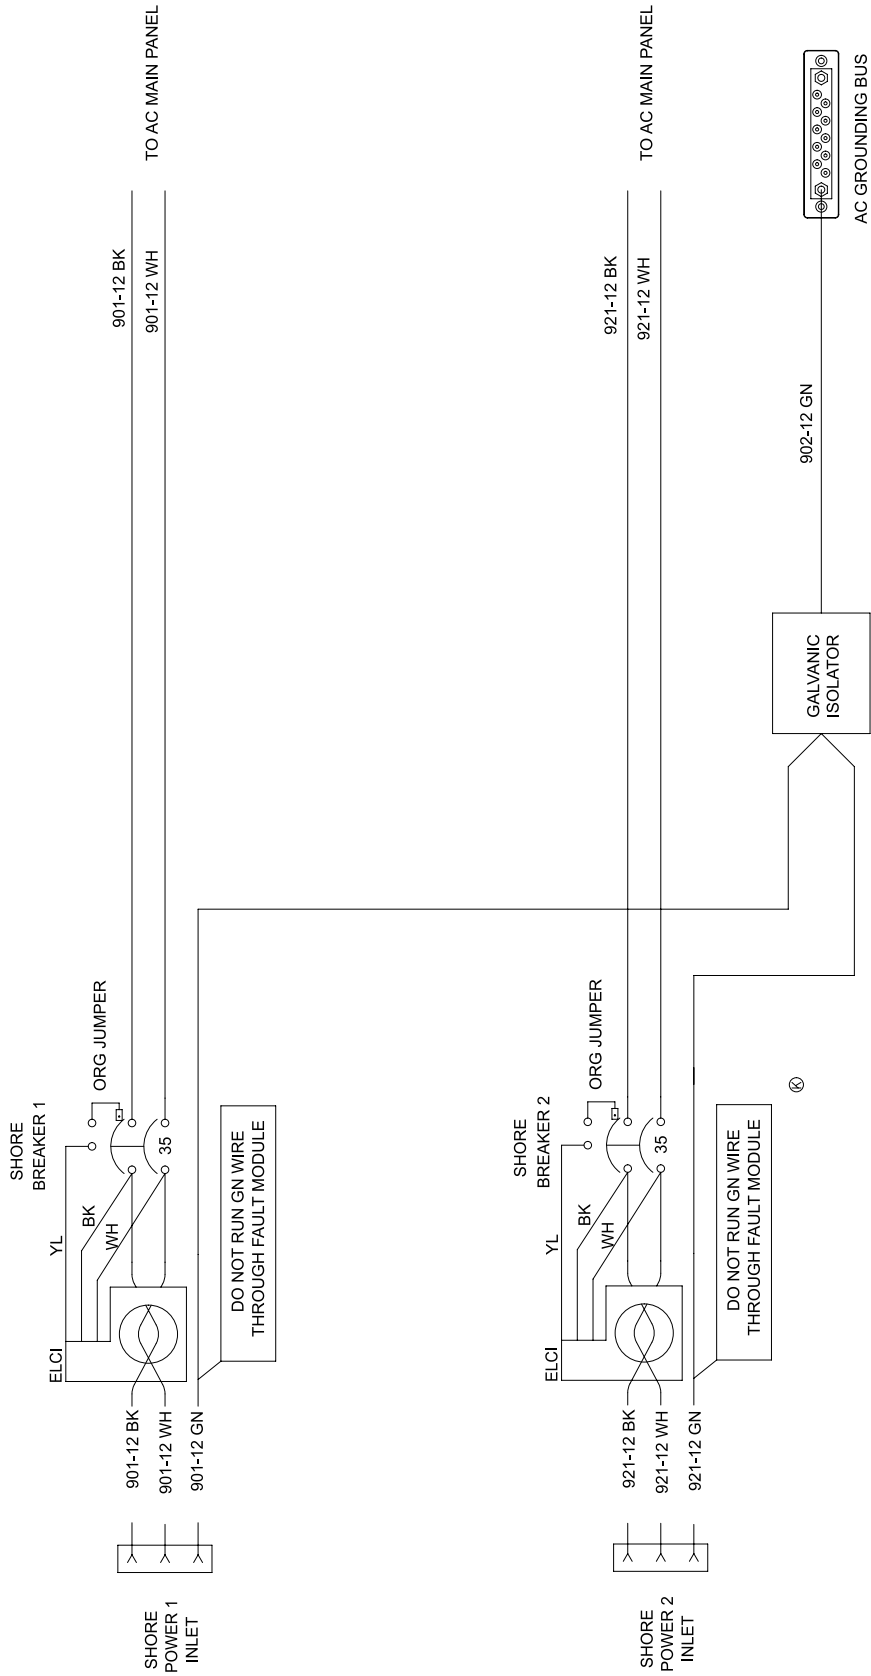 SHORE
POWER 1
INLET
901-12 BK
901-12 WH
901-12 GN
ELCI
YL
BK
WH
SHORE
BREAKER 1
35
ORG JUMPER
DO NOT RUN GN WIRE
THROUGH FAULT MODULE
901-12 BK
901-12 WH
TO AC MAIN PANEL
SHORE
POWER 2
INLET
921-12 BK
921-12 WH
921-12 GN
ELCI
YL
BK
WH
SHORE
BREAKER 2
35
ORG JUMPER
DO NOT RUN GN WIRE
THROUGH FAULT MODULE
K
921-12 BK
921-12 WH
TO AC MAIN PANEL
GALVANIC
ISOLATOR
902-12 GN
AC GROUNDING BUS